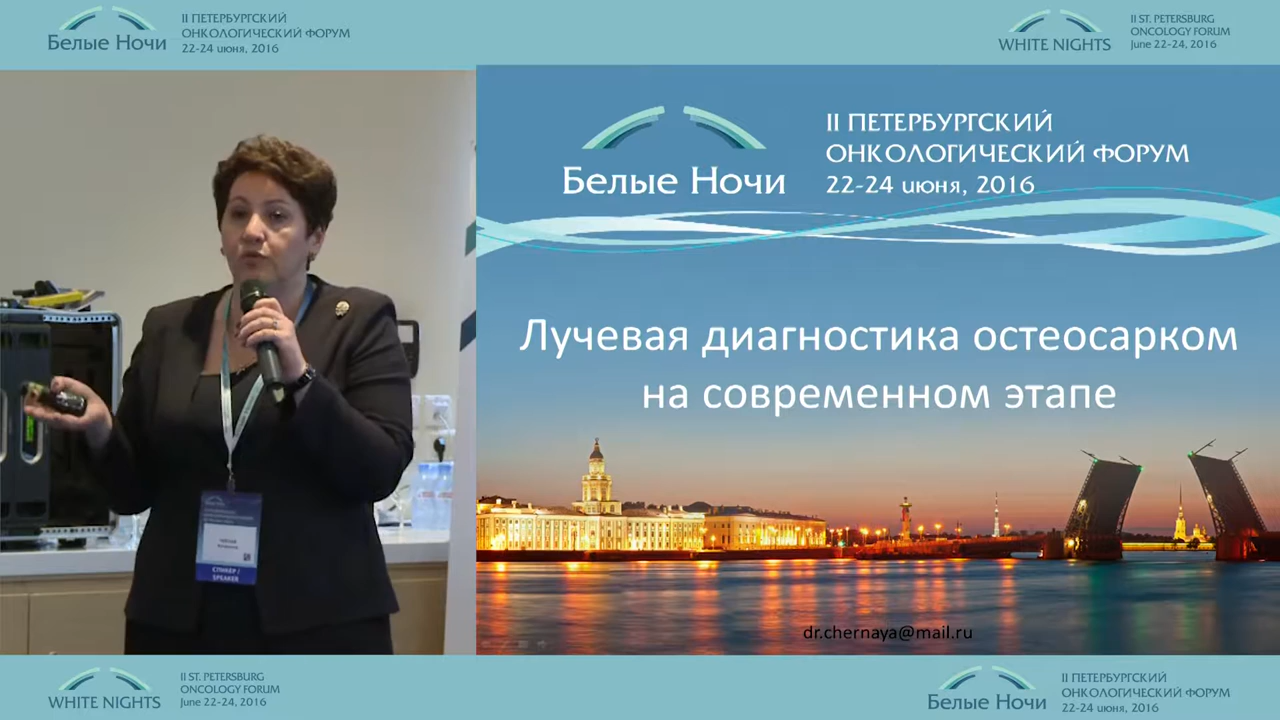 Белые Ночи
II ПЕТЕРБУРГСКИЙ
ОНКОЛОГИЧЕСКИЙ ФОРУМ
22-24 июня, 2016
WHITE NIGHTS
II ST. PETERSBURG
ONCOLOGY FORUM
June 22-24, 2016
Белые Ночи
II ПЕТЕРБУРГСКИЙ
ОНКОЛОГИЧЕСКИЙ ФОРУМ
22-24 июня, 2016
Лучевая диагностика остеосарком
на современном этапе
dr.chernaya@mail.ru
СПИКЕР /
SPEAKER
WHITE NIGHTS
II ST. PETERSBURG
ONCOLOGY FORUM
June 22-24, 2016
Белые Ночи
II ПЕТЕРБУРГСКИЙ
ОНКОЛОГИЧЕСКИЙ ФОРУМ
22-24 июня, 2016